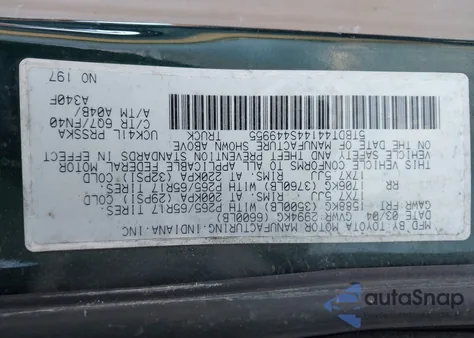 MFD BY: TOYOTA MOTOR MANUFACTURING, INDIANA, INC
DATE 03/04 GVWR: 2994KG (6600LB)
GAWR: FRT 1588KG (3500LB) WITH P265/65R17 TIRES,
17X7.5JJ RIMS, AT 200KPA (29PSI) COLD
RR 1706KG (3760LB) WITH P265/65R17 TIRES,
17X7.5JJ RIMS, AT 220KPA (32PSI) COLD
THIS VEHICLE CONFORMS TO ALL APPLICABLE FEDERAL MOTOR
VEHICLE SAFETY AND THEFT PREVENTION STANDARDS IN EFFECT
ON THE DATE OF MANUFACTURE SHOWN ABOVE.
5TBDT44144S449955 TRUCK
UCK41L PRSSKA
C/TR 6Q7/FN40
A/TM A04B/
A340F
NO 197
autoSnap